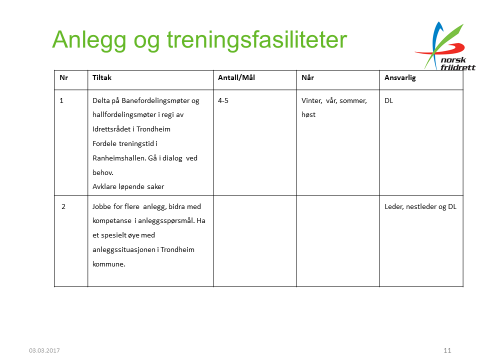 Anlegg og treningsfasiliteter
norsk
friidrett
Nr Tiltak Antall/Mål Når Ansvarlig
1 Delta på Banefordelingsmøter og 4-5 Vinter, vår, sommer, DL
hallfordelingsmøter i regi av høst
Idrettsrådet i Trondheim
Fordele treningstid i
Ranheimshallen. Gå i dialog ved
behov.
Avklare løpende saker
2 Jobbe for flere anlegg, bidra med Leder, nestleder og DL
kompetanse i anleggsspørsmål. Ha
et spesielt øye med
anleggssituasjonen i Trondheim
kommune.
03.03.2017 11